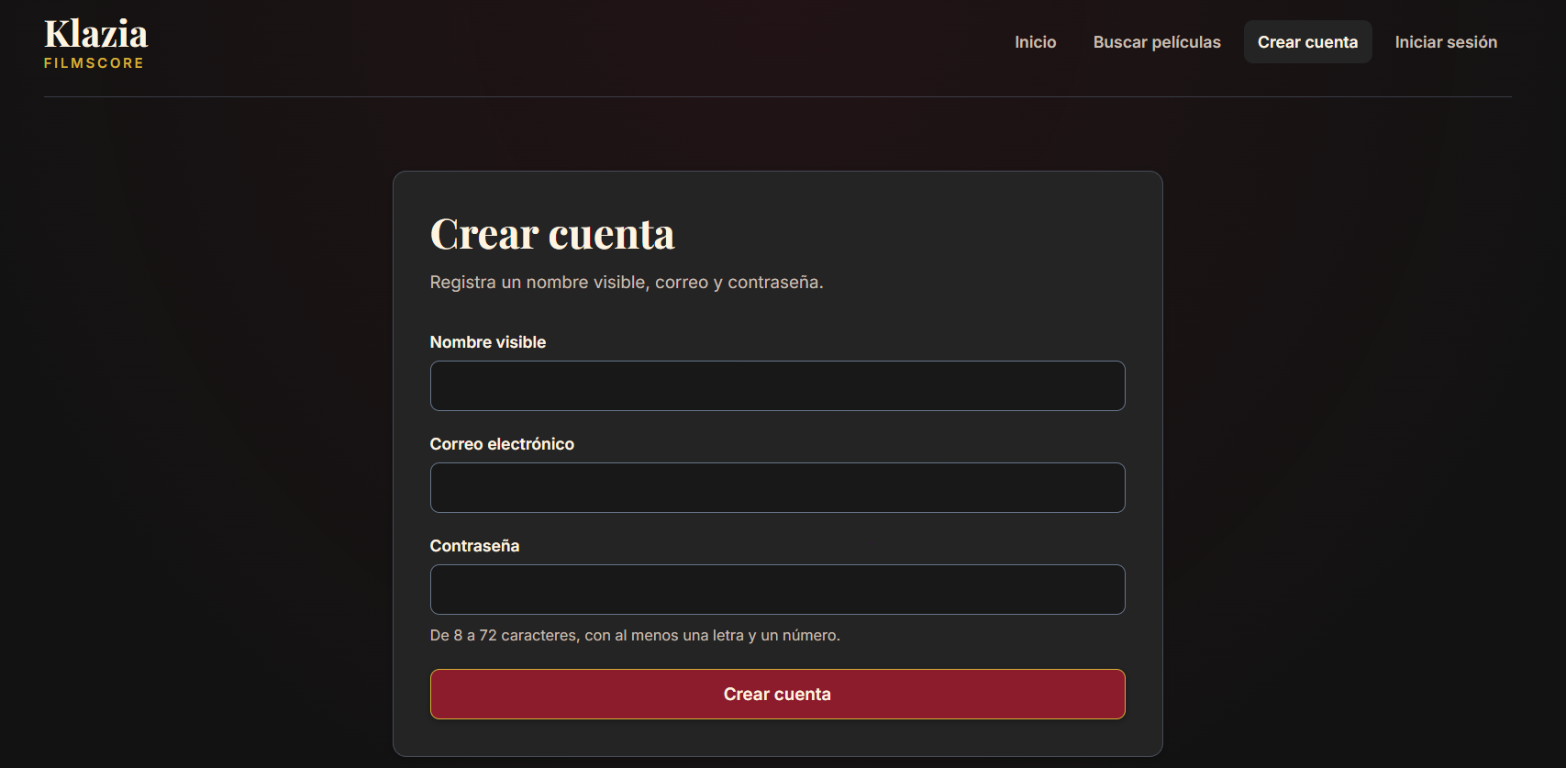 Klazia
FILMSCORE
Inicio
Buscar películas
Crear cuenta
Iniciar sesión
Crear cuenta
Registra un nombre visible, correo y contraseña.
Nombre visible
Correo electrónico
Contraseña
De 8 a 72 caracteres, con al menos una letra y un número.
Crear cuenta